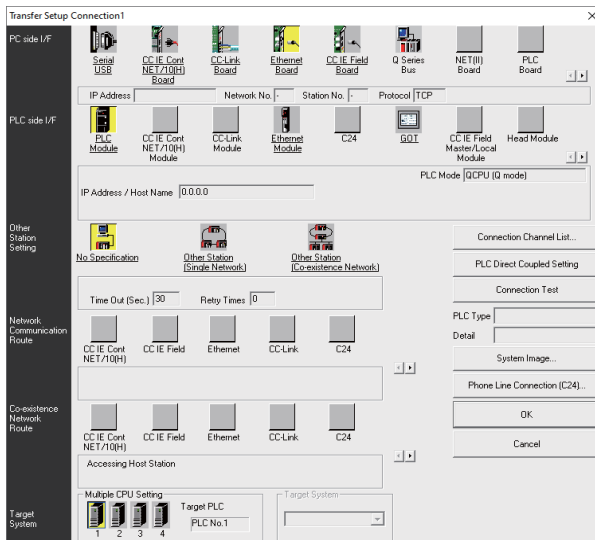 Transfer Setup Connection1
PC side I/F
Serial
USB
CC IE Cont
NET/10(H)
Board
CC-Link
Board
Ethernet
Board
CC IE Field
Board
Q Series
Bus
NET(II)
Board
PLC
Board
IP Address
Network No. -
Station No. -
Protocol TCP
PLC side I/F
PLC
Module
CC IE Cont
NET/10(H)
Module
CC-Link
Module
Ethernet
Module
C24
GOT
CC IE Field
Master/Local
Module
Head Module
PLC Mode QCPU (Q mode)
IP Address / Host Name 0.0.0.0
Other
Station
Setting
No Specification
Other Station
(Single Network)
Other Station
(Co-existence Network)
Time Out (Sec.) 30
Retry Times 0
Connection Channel List...
PLC Direct Coupled Setting
Connection Test
PLC Type
Detail
System Image...
Phone Line Connection (C24)...
OK
Cancel
Network
Communication
Route
CC IE Cont
NET/10(H)
CC IE Field
Ethernet
CC-Link
C24
Co-existence
Network
Route
CC IE Cont
NET/10(H)
CC IE Field
Ethernet
CC-Link
C24
Accessing Host Station
Target
System
Multiple CPU Setting
1 2 3 4
Target PLC
PLC No.1
Target System